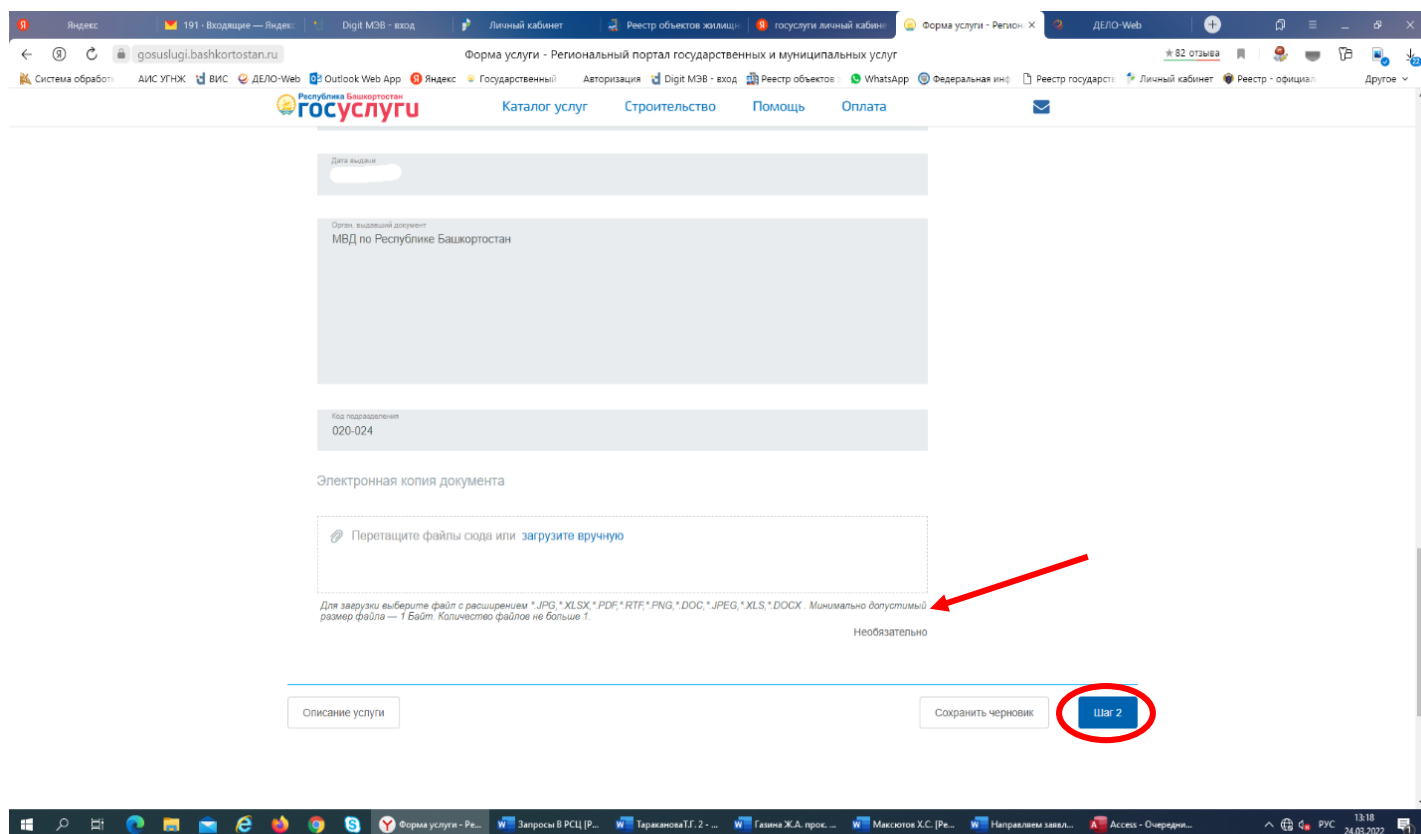 Яндекс
191 · Входящие — Яндекс
Digit МЭВ - вход
Личный кабинет
Реестр объектов жилищн
госуслуги личный кабине
Форма услуги - Регион
ДЕЛО-Web
gosuslugi.bashkortostan.ru
Форма услуги - Региональный портал государственных и муниципальных услуг
★ 82 отзыва
Система обработ
АИС УГНЖ
ВИС
ДЕЛО-Web
Outlook Web App
Яндекс
Государственный
Авторизация
Digit МЭВ - вход
Реестр объектов
WhatsApp
Федеральная инф
Реестр государств
Личный кабинет
Реестр - официал
Другое
22
Республика Башкортостан
госуслуги
Каталог услуг
Строительство
Помощь
Оплата
Дата выдачи
Орган, выдавший документ
МВД по Республике Башкортостан
Код подразделения
020-024
Электронная копия документа
Перетащите файлы сюда или загрузите вручную
Для загрузки выберите файл с расширением *.JPG,*.XLSX,*.PDF,*.RTF,*.PNG,*.DOC,*.JPEG,*.XLS,*.DOCX . Минимально допустимый
размер файла — 1 Байт. Количество файлов не больше 1.
Необязательно
Описание услуги
Сохранить черновик
Шаг 2
Форма услуги - Ре...
Запросы В РСЦ [Р...
Тараканова Т.Г. 2 - ...
Газина Ж.А. прок. ...
Максютов Х.С. [Ре...
Направляем заявл...
Access - Очередни...
РУС
13:18
24.03.2022